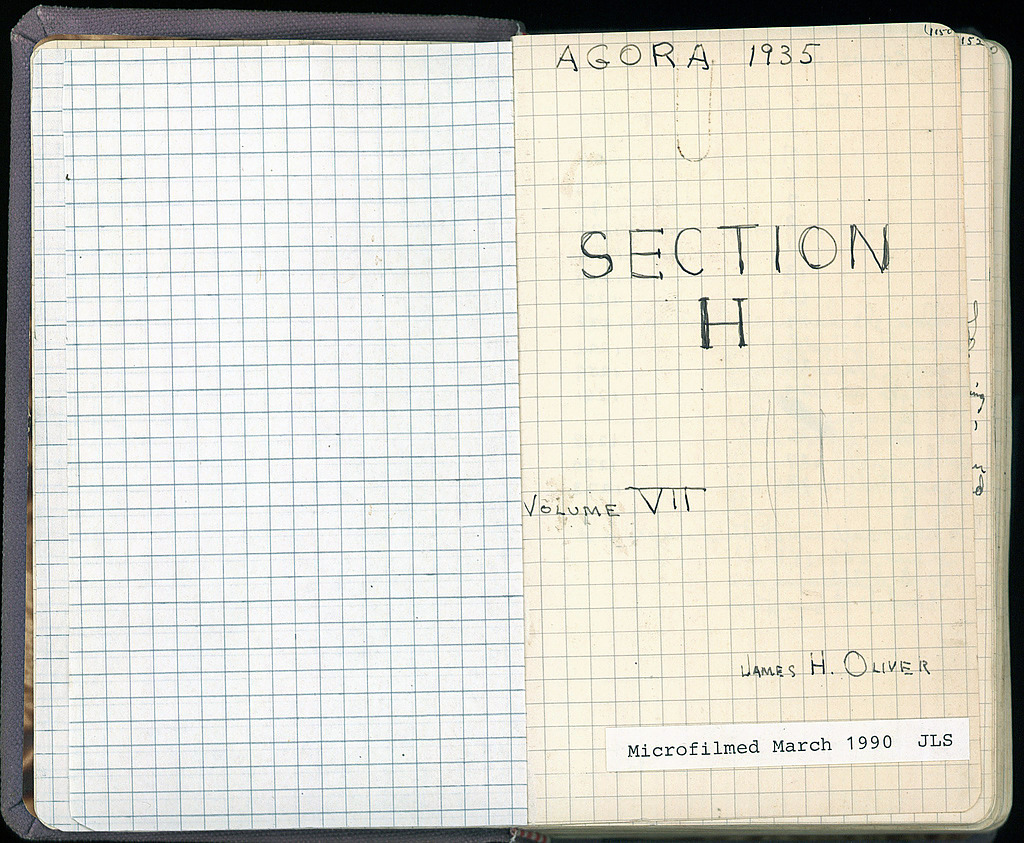 AGORA 1935
SECTION
H
VOLUME VII
JAMES H. OLIVER
Microfilmed March 1990 JLS